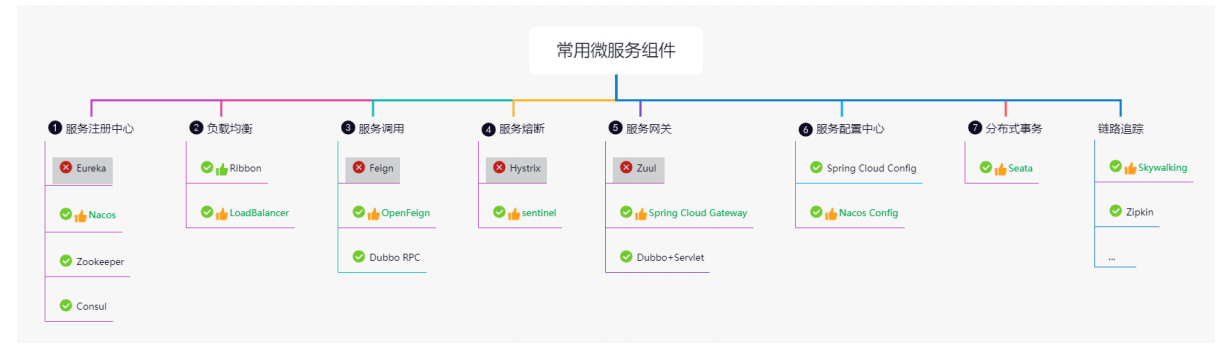 常用微服务组件
1 服务注册中心
Eureka
Nacos
Zookeeper
Consul
2 负载均衡
Ribbon
LoadBalancer
3 服务调用
Feign
OpenFeign
Dubbo RPC
4 服务熔断
Hystrix
sentinel
5 服务网关
Zuul
Spring Cloud Gateway
Dubbo+Servlet
6 服务配置中心
Spring Cloud Config
Nacos Config
7 分布式事务
Seata
链路追踪
Skywalking
Zipkin
...